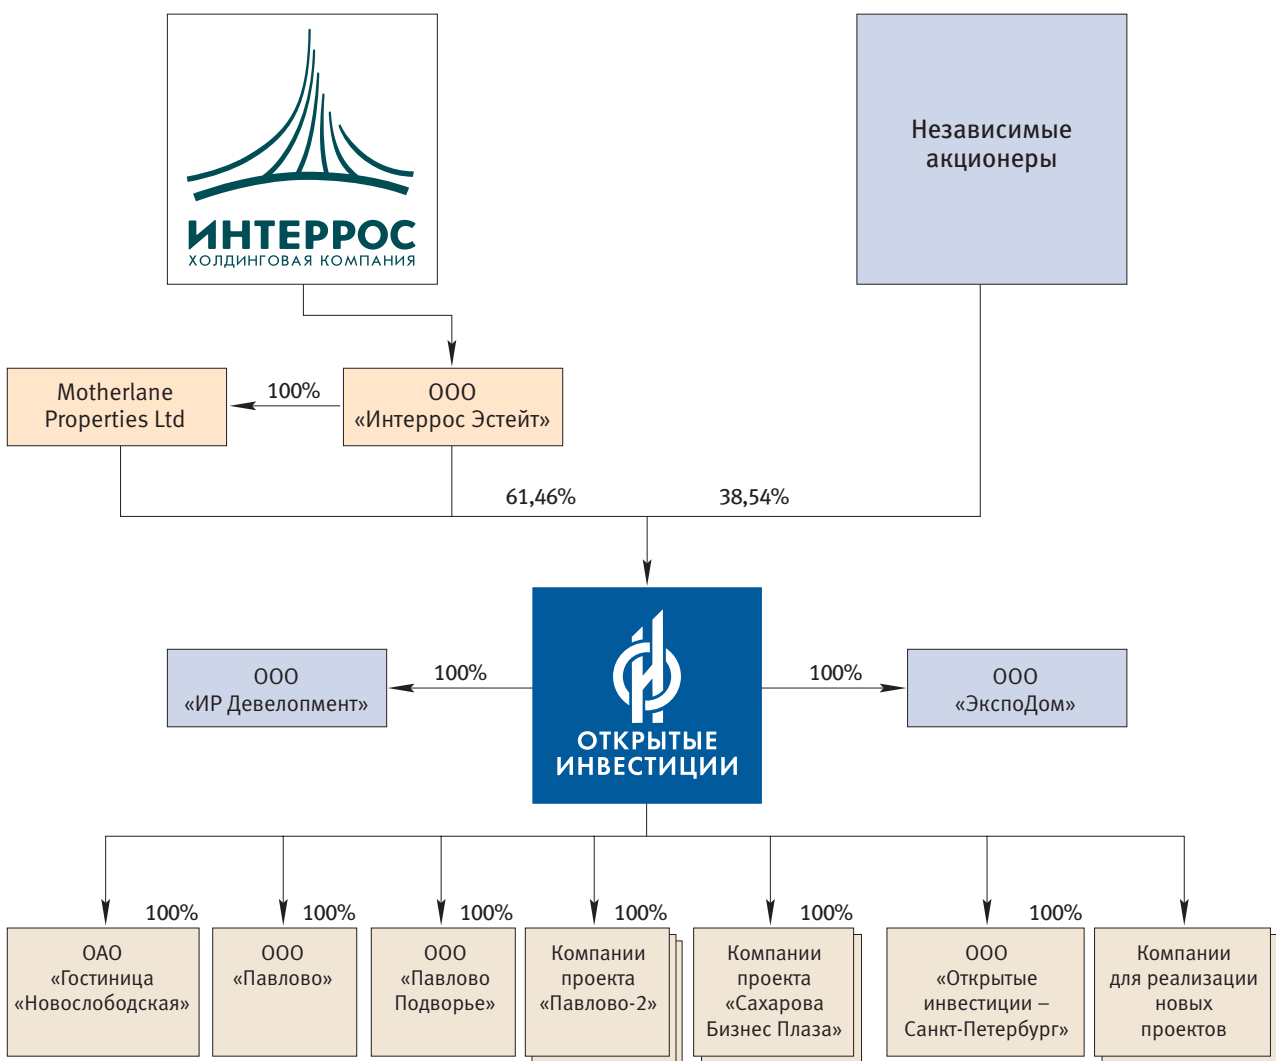 ИНТЕРРОС
ХОЛДИНГОВАЯ КОМПАНИЯ
Независимые
акционеры
Motherlane
Properties Ltd
100%
ООО
«Интеррос Эстейт»
61,46%
38,54%
ООО
«ИР Девелопмент»
100%
ОТКРЫТЫЕ
ИНВЕСТИЦИИ
100%
ООО
«ЭкспоДом»
100%
ОАО
«Гостиница
«Новослободская»
100%
ООО
«Павлово»
100%
ООО
«Павлово
Подворье»
100%
Компании
проекта
«Павлово-2»
100%
Компании
проекта
«Сахарова
Бизнес Плаза»
100%
ООО
«Открытые
инвестиции –
Санкт-Петербург»
Компании
для реализации
новых
проектов